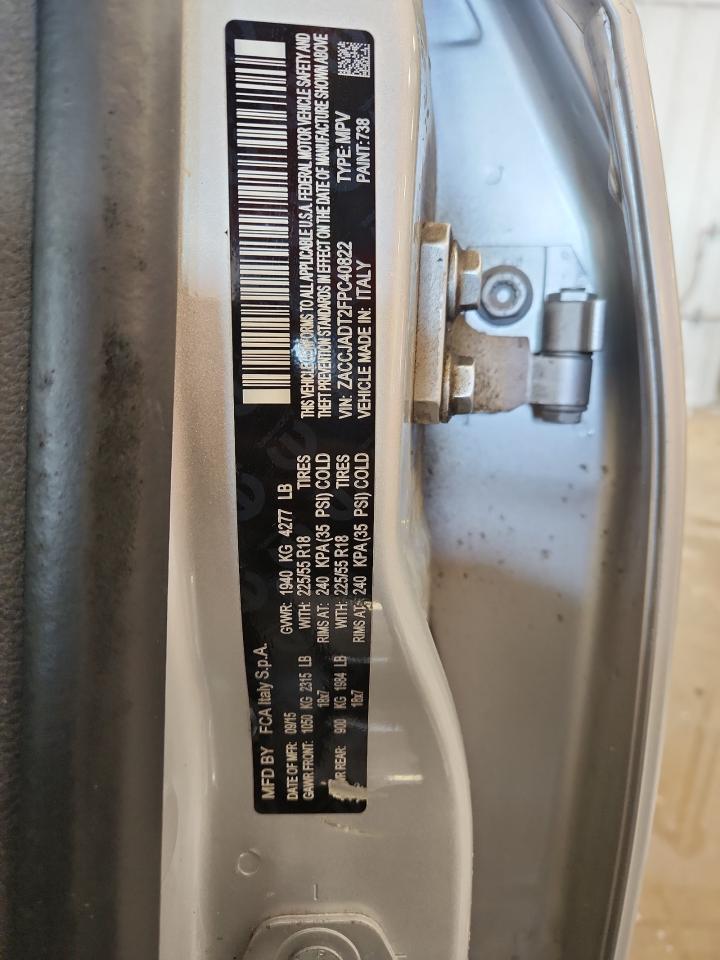 MFD BY FCA Italy S.p.A.
DATE OF MFR: 09/15 GVWR: 1940 KG 4277 LB
GAWR FRONT: 1050 KG 2315 LB WITH: 225/55 R18 TIRES
18x7 RIMS AT: 240 KPA(35 PSI) COLD
REAR: 900 KG 1984 LB WITH: 225/55 R18 TIRES
18x7 RIMS AT: 240 KPA(35 PSI) COLD
THIS VEHICLE CONFORMS TO ALL APPLICABLE U.S.A. FEDERAL MOTOR VEHICLE SAFETY AND
THEFT PREVENTION STANDARDS IN EFFECT ON THE DATE OF MANUFACTURE SHOWN ABOVE
VIN: ZACCJADT2FPC40822 TYPE: MPV
VEHICLE MADE IN: ITALY PAINT:738